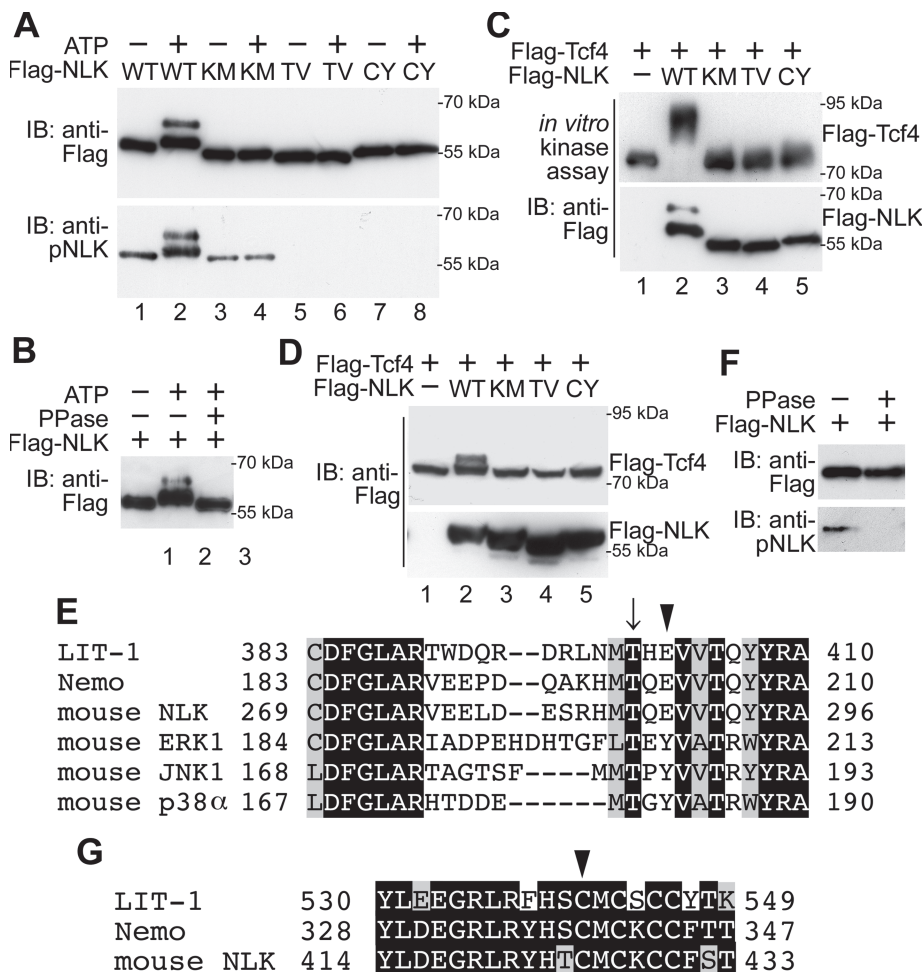 A
ATP − + − + − + − +
Flag-NLK WT WT KM KM TV TV CY CY
IB: anti-
Flag
-70 kDa
-55 kDa
IB: anti-
pNLK
-70 kDa
-55 kDa
1 2 3 4 5 6 7 8
C
Flag-Tcf4 + + + + +
Flag-NLK − WT KM TV CY
in vitro
kinase
assay
-95 kDa
Flag-Tcf4
-70 kDa
IB: anti-
Flag
-70 kDa
Flag-NLK
-55 kDa
1 2 3 4 5
B
ATP − + +
PPase − − +
Flag-NLK + + +
IB: anti-
Flag
-70 kDa
-55 kDa
1 2 3
D
Flag-Tcf4 + + + + +
Flag-NLK − WT KM TV CY
IB: anti-
Flag
-95 kDa
Flag-Tcf4
-70 kDa
Flag-NLK
-55 kDa
1 2 3 4 5
F
PPase − +
Flag-NLK + +
IB: anti-
Flag
IB: anti-
pNLK
E
LIT-1 383 CDFGLARTWDQR--DRLNMTHEVVTQYYRA 410
Nemo 183 CDFGLARVEEPD--QAKHMTQEVVTQYYRA 210
mouse NLK 269 CDFGLARVEELD--ESRHMTQEVVTQYYRA 296
mouse ERK1 184 CDFGLARIADPEHDHTGFLTEYVATRWYRA 213
mouse JNK1 168 LDFGLARTAGTSF-----MMTPYVVTRYYRA 193
mouse p38α 167 LDFGLARHTDDE------MTGYVATRWYRA 190
G
LIT-1 530 YLEEGRLRFHSCMCSCCYTK 549
Nemo 328 YLDEGRLRYHSCMCKCCFTT 347
mouse NLK 414 YLDEGRLRYHTCMCKCCFST 433